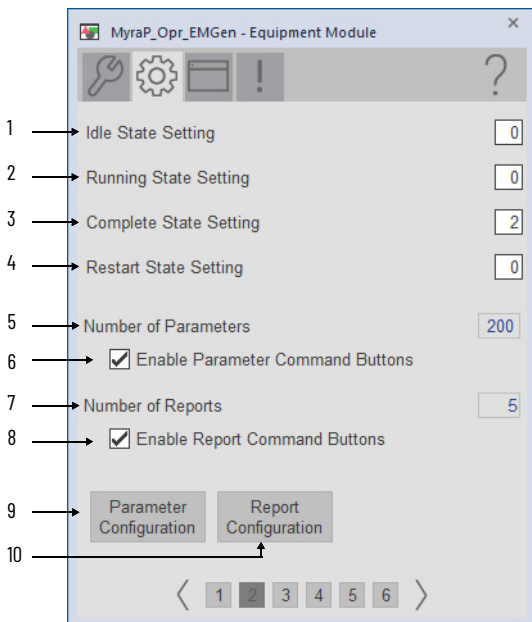 MyraP_Opr_EMGen - Equipment Module
×
?
1
Idle State Setting
0
2
Running State Setting
0
3
Complete State Setting
2
4
Restart State Setting
0
5
Number of Parameters
200
6
Enable Parameter Command Buttons
7
Number of Reports
5
8
Enable Report Command Buttons
9
Parameter
Configuration
Report
Configuration
10
1 2 3 4 5 6